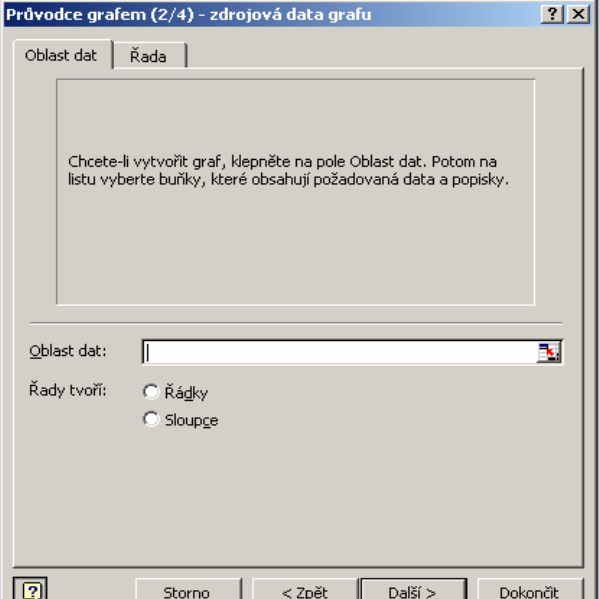 Průvodce grafem (2/4) - zdrojová data grafu
Oblast dat
Řada
Chcete-li vytvořit graf, klepněte na pole Oblast dat. Potom na
listu vyberte buňky, které obsahují požadovaná data a popisky.
Oblast dat:
Řady tvoří:
Řádky
Sloupce
Storno
< Zpět
Další >
Dokončit